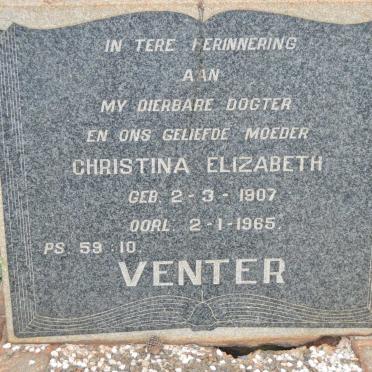 IN TERE HERINNERING
AAN
MY DIERBARE DOGTER
EN ONS GELIEFDE MOEDER
CHRISTINA ELIZABETH
GEB. 2-3-1907
OORL. 2-1-1965.
PS. 59:10
VENTER